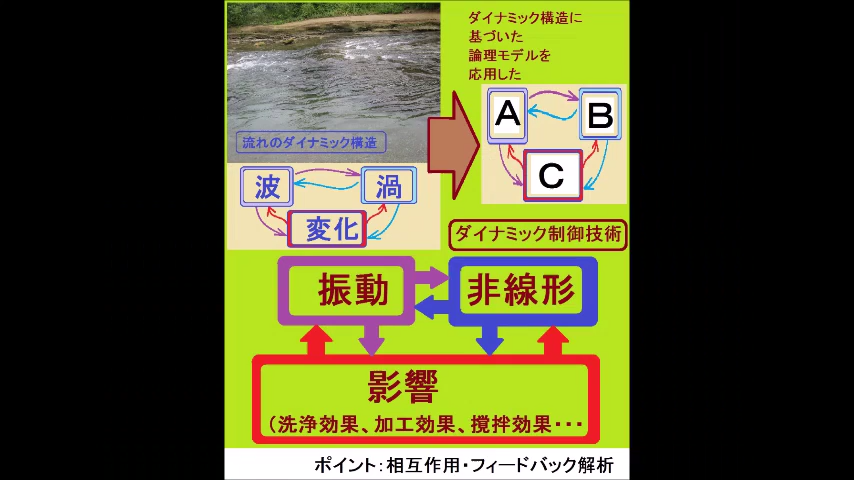 ダイナミック構造に
基づいた
論理モデルを
応用した
流れのダイナミック構造
A
B
C
波
渦
変化
ダイナミック制御技術
振動
非線形
影響
(洗浄効果、加工効果、撹拌効果・・・
ポイント:相互作用・フィードバック解析